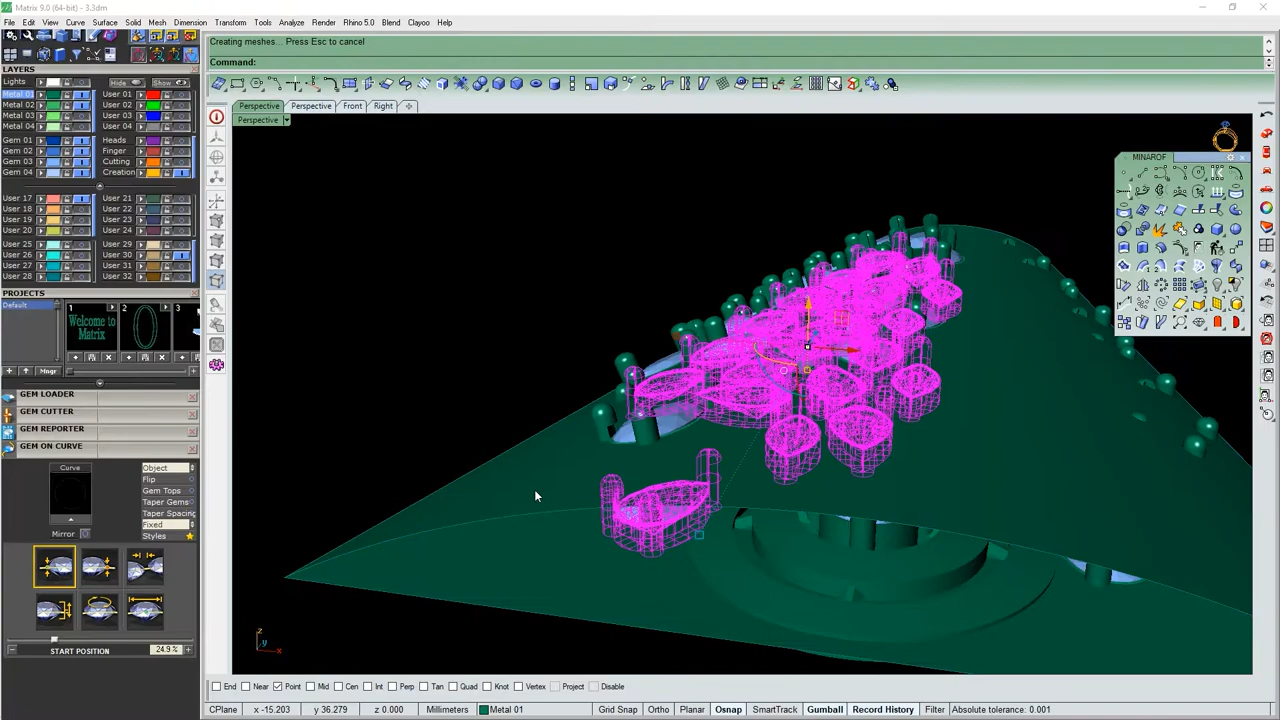 Matrix 9.0 (64-bit) - 3.3dm
File Edit View Curve Surface Solid Mesh Dimension Transform Tools Analyze Render Rhino 5.0 Blend Clayoo Help
Creating meshes... Press Esc to cancel
Command:
LAYERS
Lights Hide Show
Metal 01 User 01
Metal 02 User 02
Metal 03 User 03
Metal 04 User 04
Gem 01 Heads
Gem 02 Finger
Gem 03 Cutting
Gem 04 Creation
User 17 User 21
User 18 User 22
User 19 User 23
User 20 User 24
User 25 User 29
User 26 User 30
User 27 User 31
User 28 User 32
PROJECTS
Default
1 2 3
Welcome to
Matrix
Mngr
GEM LOADER
GEM CUTTER
GEM REPORTER
GEM ON CURVE
Curve
Object
Flip
Gem Tops
Taper Gems
Taper Spacing
Fixed
Mirror
Styles
START POSITION 24.9 %
Perspective Perspective Front Right
Perspective
MINAROF
z
y
x
End Near Point Mid Cen Int Perp Tan Quad Knot Vertex Project Disable
CPlane x -15.203 y 36.279 z 0.000 Millimeters Metal 01 Grid Snap Ortho Planar Osnap SmartTrack Gumball Record History Filter Absolute tolerance: 0.001